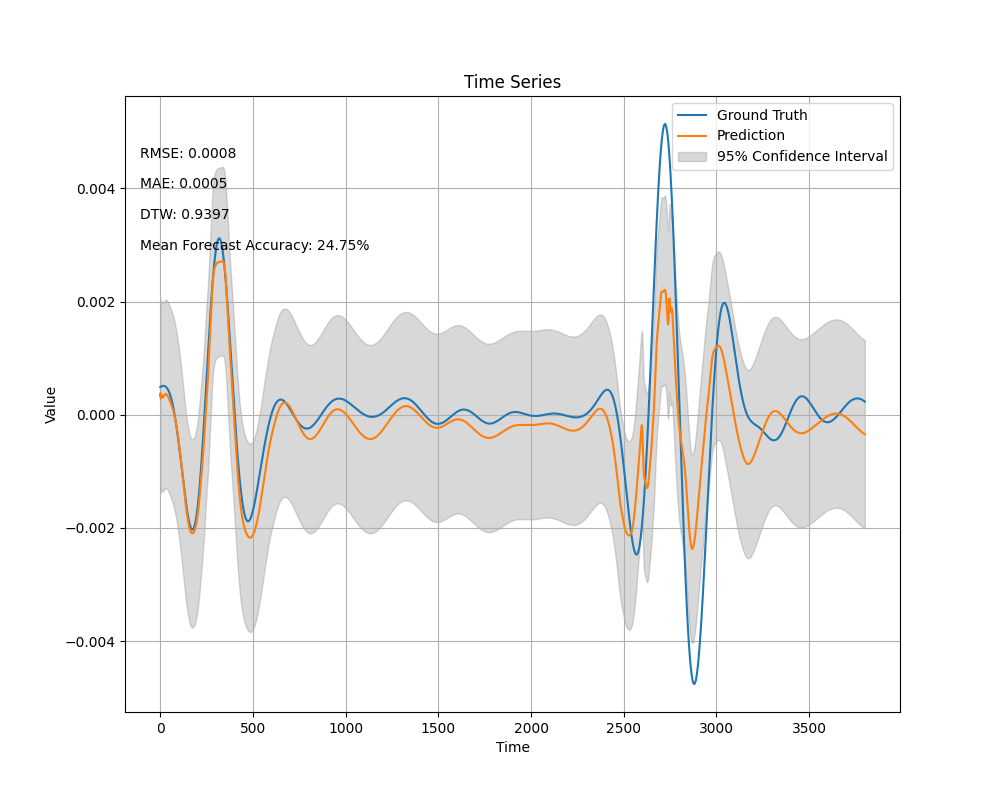 Time Series
Ground Truth
Prediction
95% Confidence Interval
RMSE: 0.0008
MAE: 0.0005
DTW: 0.9397
Mean Forecast Accuracy: 24.75%
Value
0.004
0.002
0.000
−0.002
−0.004
0 500 1000 1500 2000 2500 3000 3500
Time